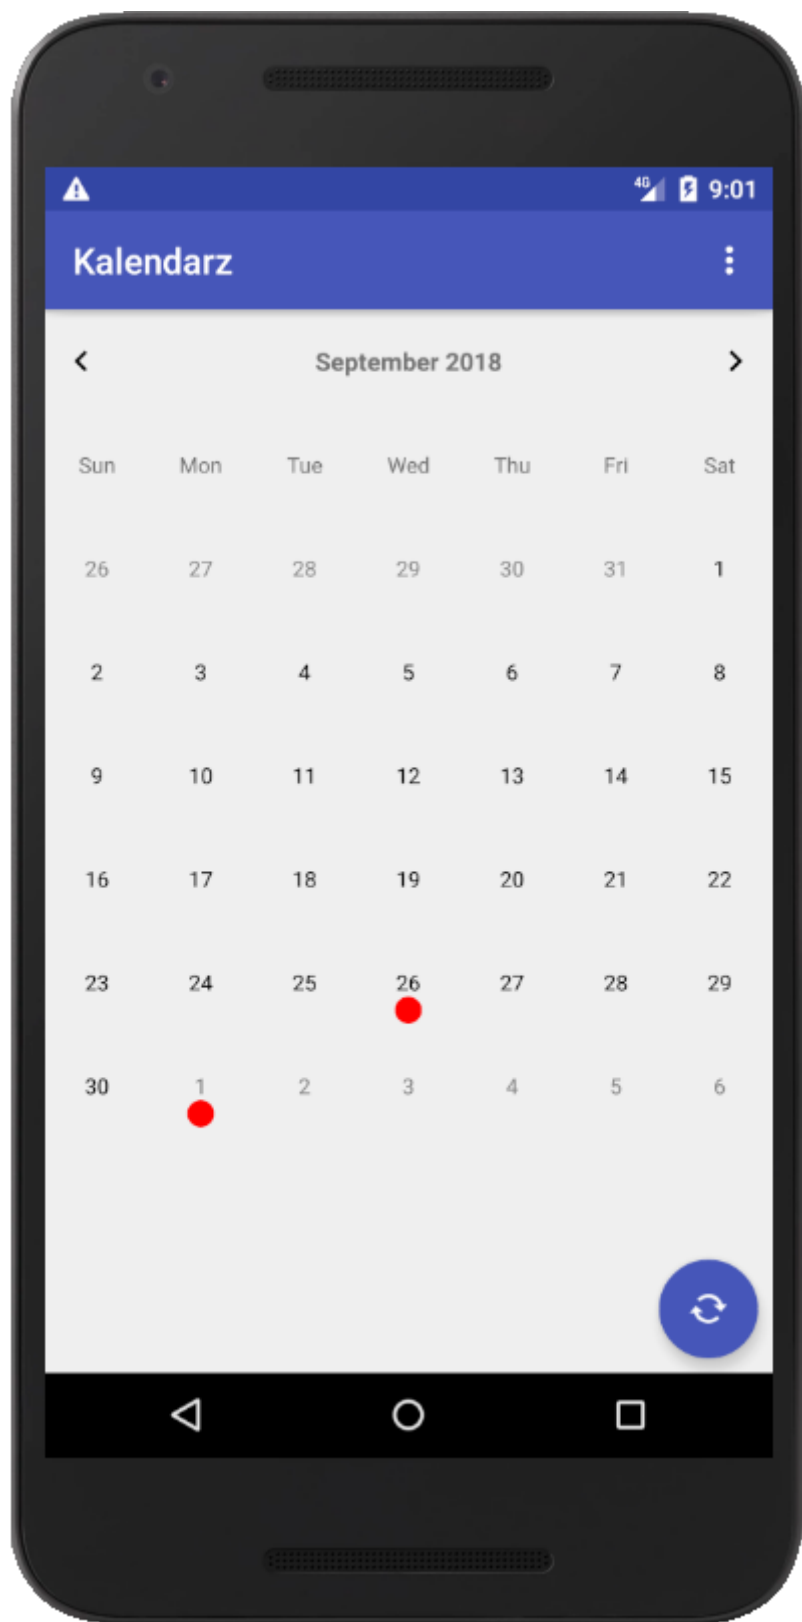 4G 9:01
Kalendarz
September 2018
Sun Mon Tue Wed Thu Fri Sat
26 27 28 29 30 31 1
2 3 4 5 6 7 8
9 10 11 12 13 14 15
16 17 18 19 20 21 22
23 24 25 26 27 28 29
30 1 2 3 4 5 6